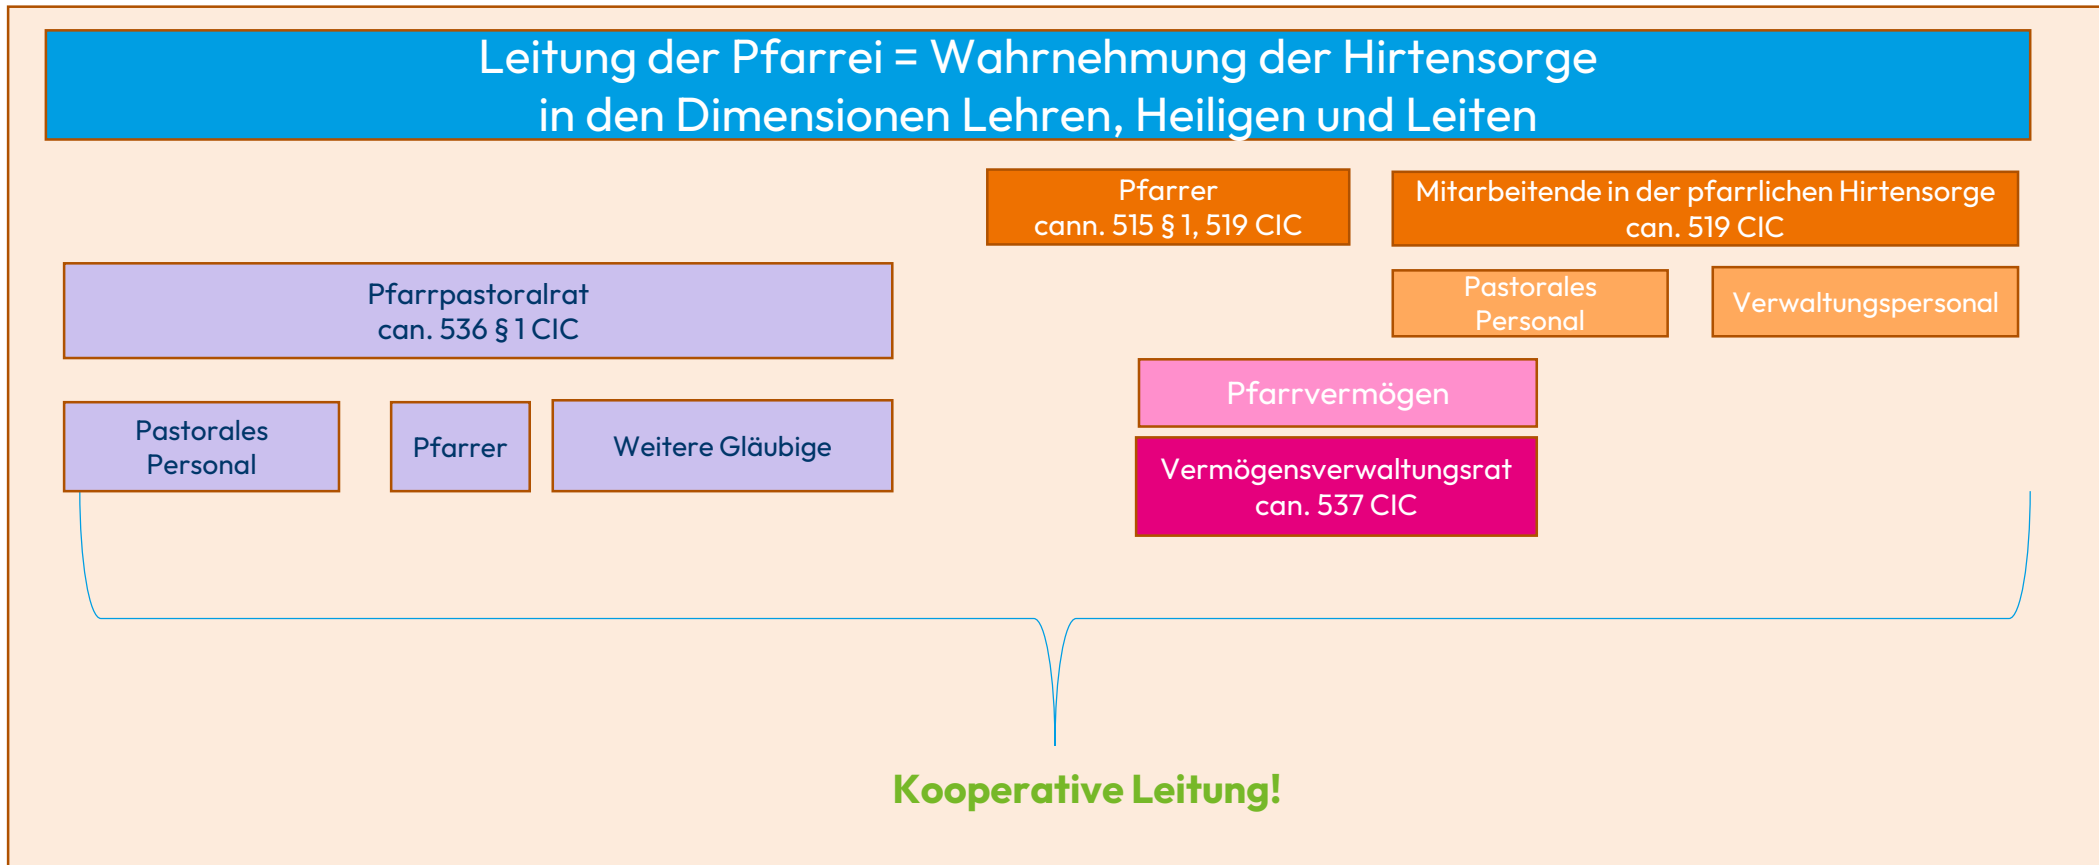 Leitung der Pfarrei = Wahrnehmung der Hirtensorge
in den Dimensionen Lehren, Heiligen und Leiten
Pfarrer
cann. 515 § 1, 519 CIC
Mitarbeitende in der pfarrlichen Hirtensorge
can. 519 CIC
Pfarrpastoralrat
can. 536 § 1 CIC
Pastorales
Personal
Verwaltungspersonal
Pfarrvermögen
Pastorales
Personal
Pfarrer
Weitere Gläubige
Vermögensverwaltungsrat
can. 537 CIC
Kooperative Leitung!